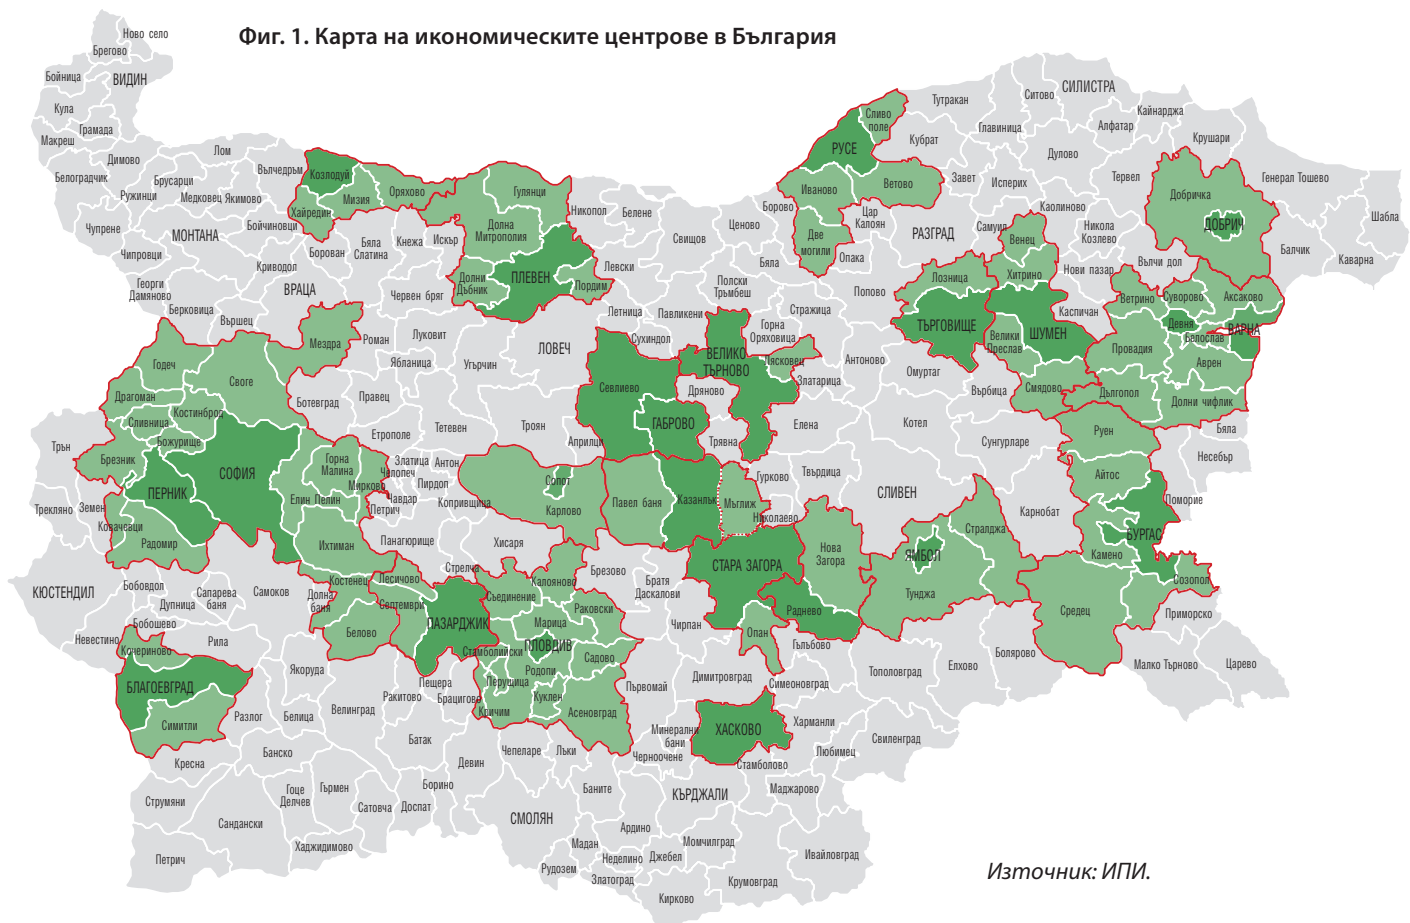 Фиг. 1. Карта на икономическите центрове в България
Ново село
Брегово
Бойница
ВИДИН
Кула
Грамада
Макреш
Димово
Белоградчик
Ружинци
Чупрене
Лом
Брусарци
Медковец
Якимово
Вълчедръм
МОНТАНА
Бойчиновци
Чипровци
Георги
Дамяново
Берковица
Вършец
Криводол
ВРАЦА
Козлодуй
Хайредин
Мизия
Оряхово
Борован
Бяла
Слатина
Кнежа
Искър
Гулянци
Долна
Митрополия
Долни
Дъбник
ПЛЕВЕН
Пордим
Никопол
Белене
Левски
Червен бряг
Свищов
Ценово
Борово
Бяла
Полски
Тръмбеш
Павликени
Летница
Сухиндол
Мездра
Роман
Луковит
Ябланица
Угърчин
ЛОВЕЧ
Правец
Ботевград
Етрополе
Тетевен
Троян
Априлци
Севлиево
ГАБРОВО
Дряново
Трявна
ВЕЛИКО
ТЪРНОВО
Горна
Оряховица
Лясковец
Стражица
Златарица
Елена
Антоново
Попово
Опака
РУСЕ
Сливо
поле
Иваново
Ветово
Две
могили
Цар
Калоян
Тутракан
Кубрат
Завет
Исперих
РАЗГРАД
Самуил
Лозница
Главиница
Ситово
СИЛИСТРА
Кайнарджа
Алфатар
Дулово
Крушари
Тервел
Генерал Тошево
Добричка
ДОБРИЧ
Шабла
Каварна
Балчик
Каолиново
Никола
Козлево
Венец
Хитрино
Нови пазар
Вълчи дол
Каспичан
ШУМЕН
Велики
Преслав
Смядово
ТЪРГОВИЩЕ
Омуртаг
Върбица
Котел
Сунгурларе
Ветрино
Суворово
Аксаково
Девня
Белослав
ВАРНА
Провадия
Аврен
Дългопол
Долни чифлик
Бяла
Несебър
Руен
Айтос
Поморие
БУРГАС
Камено
Созопол
Приморско
Средец
Карнобат
Малко Търново
Царево
Годеч
Своге
Драгоман
Костинброд
Сливница
Божурище
Брезник
ПЕРНИК
СОФИЯ
Трън
Трекляно
Земен
Ковачевци
Радомир
Горна
Малина
Елин Пелин
Мирково
Челопеч
Чавдар
Петрич
Златица
Пирдоп
Антон
Копривщица
Ихтиман
Панагюрище
Стрелча
Хисаря
Сопот
Карлово
Павел баня
Казанлък
Мъглиж
Гурково
Николаево
Твърдица
СЛИВЕН
Нова
Загора
ЯМБОЛ
Стралджа
Тунджа
СТАРА ЗАГОРА
Раднево
Опан
Гълъбово
Чирпан
Братя
Даскалови
Брезово
КЮСТЕНДИЛ
Бобовдол
Дупница
Бобошево
Сапарева
баня
Самоков
Невестино
Рила
Кочериново
БЛАГОЕВГРАД
Симитли
Долна
баня
Костенец
Лесичово
Септември
Белово
ПАЗАРДЖИК
Съединение
Калояново
Марица
Раковски
ПЛОВДИВ
Стамболийски
Родопи
Садово
Перущица
Куклен
Кричим
Асеновград
Първомай
Пещера
Брацигово
Ракитово
Велинград
Батак
Якоруда
Белица
Разлог
Банско
Кресна
Струмяни
Сандански
Петрич
Гоце
Делчев
Гърмен
Хаджидимово
Сатовча
Доспат
Борино
Девин
Чепеларе
Лъки
СМОЛЯН
Баните
Мадан
Рудозем
Неделино
Златоград
Ардино
Джебел
КЪРДЖАЛИ
Черноочене
Момчилград
Кирково
Крумовград
Димитровград
Минерални
бани
ХАСКОВО
Стамболово
Маджарово
Ивайловград
Симеоновград
Харманли
Любимец
Свиленград
Тополовград
Елхово
Болярово
Източник: ИПИ.